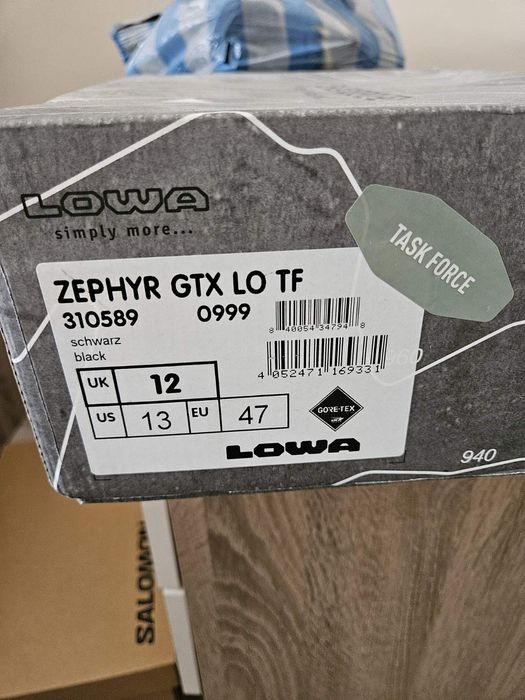 LOWA
simply more...
TASK FORCE
ZEPHYR GTX LO TF
310589 0999
schwarz
black
8 40054 34794 8
4 052471 169331
960
UK 12
US 13 EU 47
GORE-TEX
LOWA
940
SALOMON